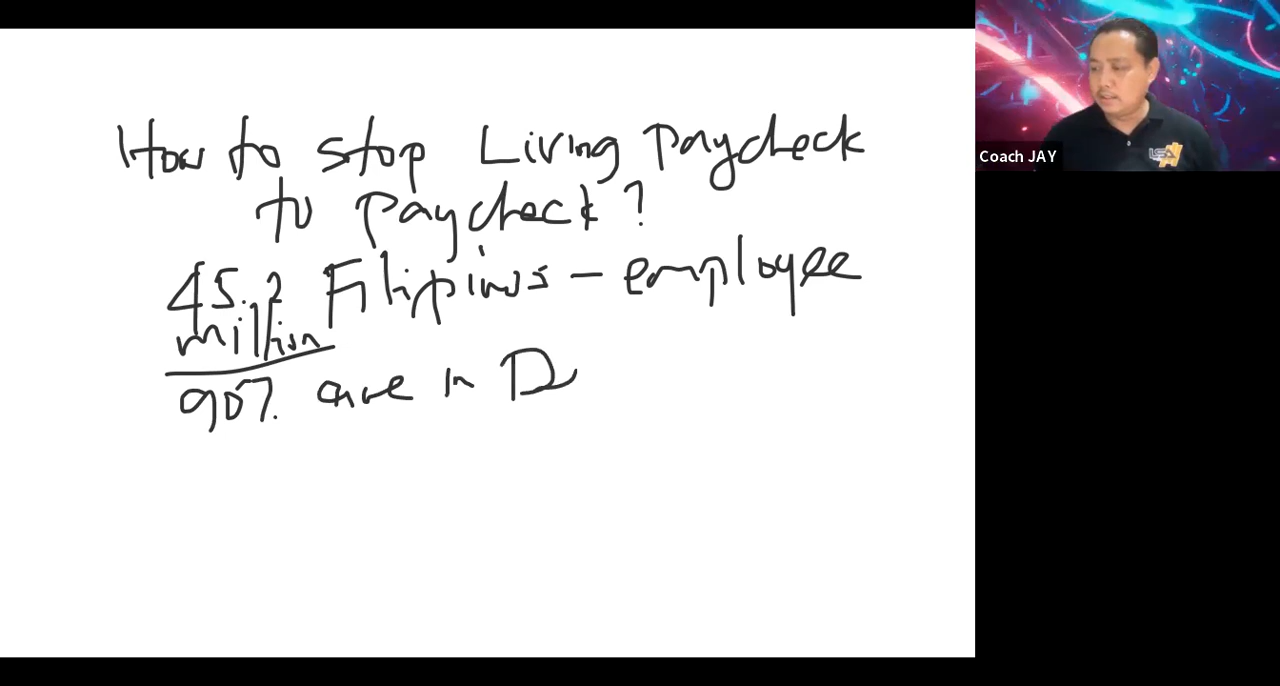 How to stop Living Paycheck
to Paycheck?
45.2 Filipinos - employee
million
90% are in D
Coach JAY